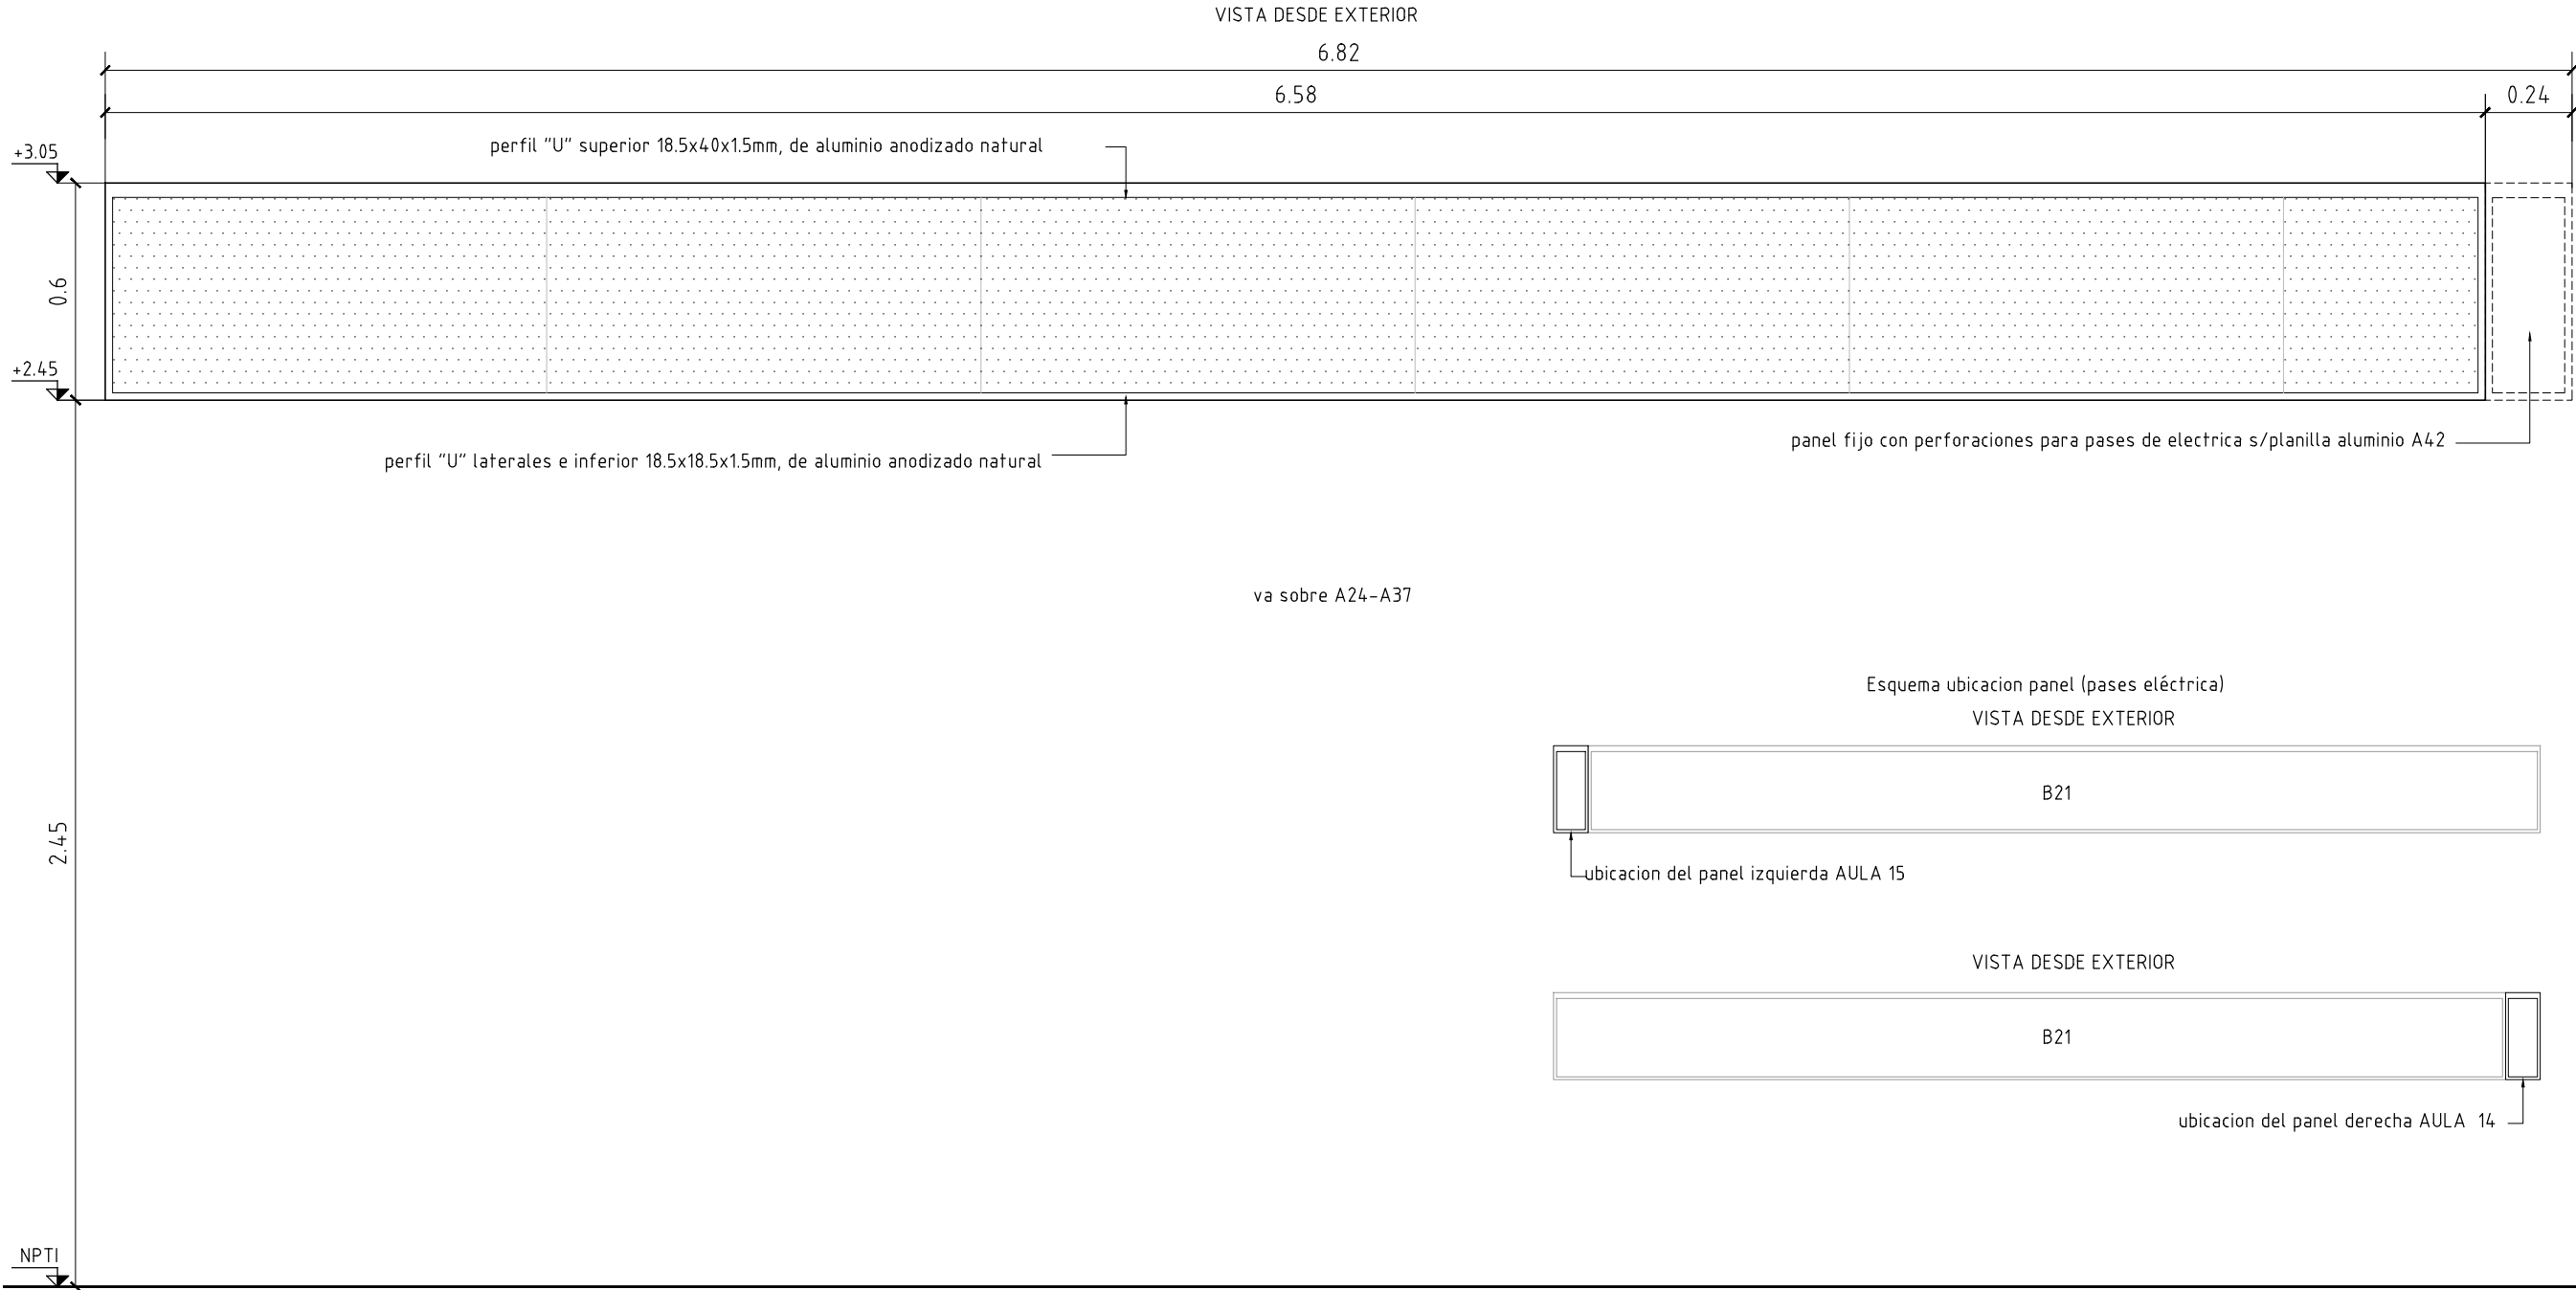 VISTA DESDE EXTERIOR
6.82
6.58
0.24
perfil "U" superior 18.5x40x1.5mm, de aluminio anodizado natural
+3.05
0.6
+2.45
perfil "U" laterales e inferior 18.5x18.5x1.5mm, de aluminio anodizado natural
panel fijo con perforaciones para pases de electrica s/planilla aluminio A42
va sobre A24-A37
Esquema ubicacion panel (pases eléctrica)
VISTA DESDE EXTERIOR
B21
2.45
ubicacion del panel izquierda AULA 15
VISTA DESDE EXTERIOR
B21
ubicacion del panel derecha AULA 14
NPTI